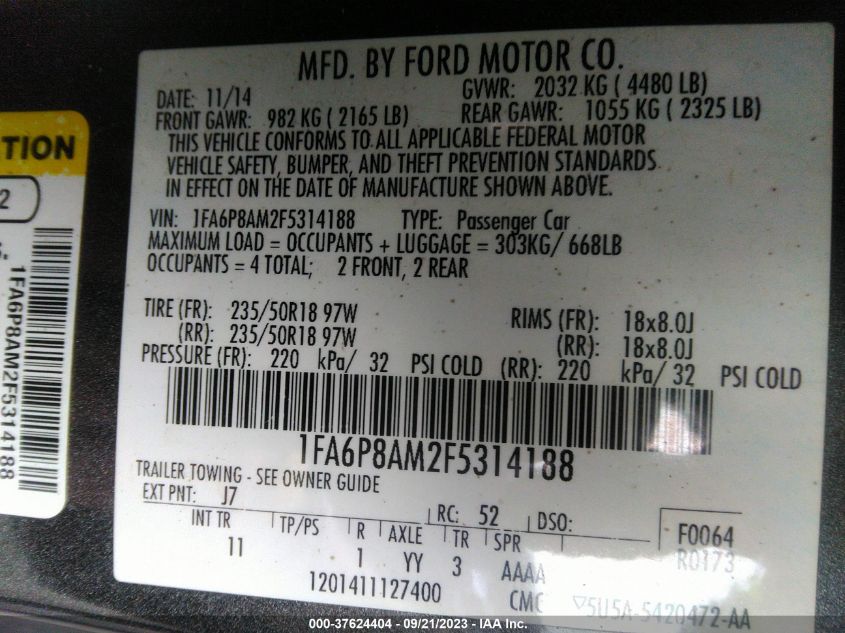 MFD. BY FORD MOTOR CO.
DATE: 11/14 GVWR: 2032 KG ( 4480 LB)
FRONT GAWR: 982 KG ( 2165 LB) REAR GAWR: 1055 KG ( 2325 LB)
THIS VEHICLE CONFORMS TO ALL APPLICABLE FEDERAL MOTOR
VEHICLE SAFETY, BUMPER, AND THEFT PREVENTION STANDARDS
IN EFFECT ON THE DATE OF MANUFACTURE SHOWN ABOVE.
VIN: 1FA6P8AM2F5314188 TYPE: Passenger Car
MAXIMUM LOAD = OCCUPANTS + LUGGAGE = 303KG/ 668LB
OCCUPANTS = 4 TOTAL; 2 FRONT, 2 REAR
TIRE (FR): 235/50R18 97W RIMS (FR): 18x8.0J
(RR): 235/50R18 97W (RR): 18x8.0J
PRESSURE (FR): 220 kPa/ 32 PSI COLD (RR): 220 kPa/ 32 PSI COLD
1FA6P8AM2F5314188
TRAILER TOWING - SEE OWNER GUIDE
EXT PNT: J7 RC: 52 DSO: F0064
INT TR TP/PS R AXLE TR SPR R0173
11 1 YY 3 AAAA
1201411127400 CMC ▽5U5A-5420472-AA
TION
2
1FA6P8AM2F5314188
000-37624404 - 09/21/2023 - IAA Inc.